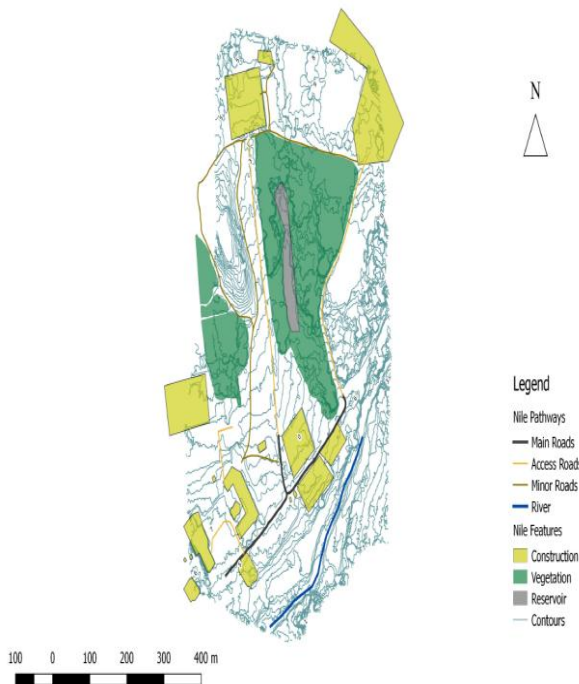 N
Legend
Nile Pathways
Main Roads
Access Roads
Minor Roads
River
Nile Features
Construction
Vegetation
Reservoir
Contours
100 0 100 200 300 400 m